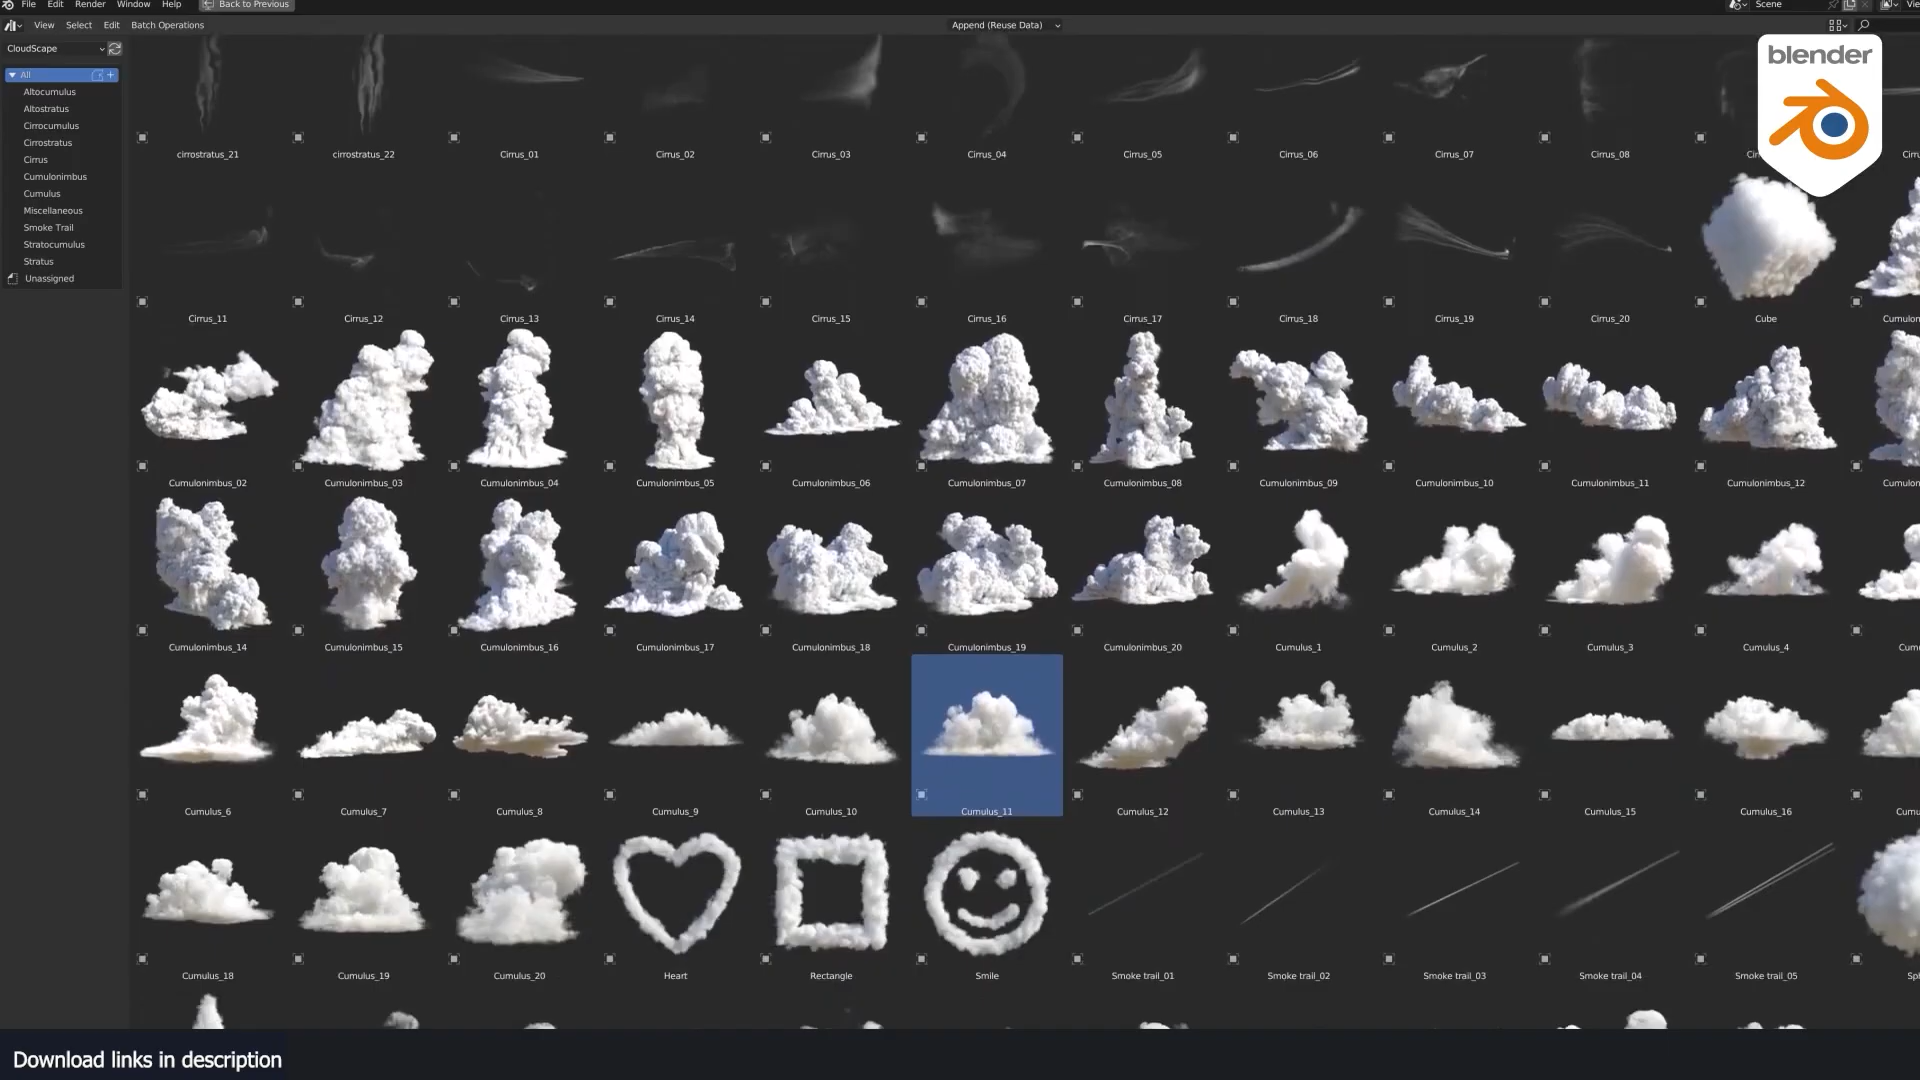 File Edit Render Window Help Back to Previous Scene
View Select Edit Batch Operations Append (Reuse Data)
CloudScape
All
Altocumulus
Altostratus
Cirrocumulus
Cirrostratus
Cirrus
Cumulonimbus
Cumulus
Miscellaneous
Smoke Trail
Stratocumulus
Stratus
Unassigned
blender
cirrostratus_21 cirrostratus_22 Cirrus_01 Cirrus_02 Cirrus_03 Cirrus_04 Cirrus_05 Cirrus_06 Cirrus_07 Cirrus_08
Cirrus_11 Cirrus_12 Cirrus_13 Cirrus_14 Cirrus_15 Cirrus_16 Cirrus_17 Cirrus_18 Cirrus_19 Cirrus_20 Cube
Cumulonimbus_02 Cumulonimbus_03 Cumulonimbus_04 Cumulonimbus_05 Cumulonimbus_06 Cumulonimbus_07 Cumulonimbus_08 Cumulonimbus_09 Cumulonimbus_10 Cumulonimbus_11 Cumulonimbus_12
Cumulonimbus_14 Cumulonimbus_15 Cumulonimbus_16 Cumulonimbus_17 Cumulonimbus_18 Cumulonimbus_19 Cumulonimbus_20 Cumulus_1 Cumulus_2 Cumulus_3 Cumulus_4
Cumulus_6 Cumulus_7 Cumulus_8 Cumulus_9 Cumulus_10 Cumulus_11 Cumulus_12 Cumulus_13 Cumulus_14 Cumulus_15 Cumulus_16
Cumulus_18 Cumulus_19 Cumulus_20 Heart Rectangle Smile Smoke trail_01 Smoke trail_02 Smoke trail_03 Smoke trail_04 Smoke trail_05
Download links in description